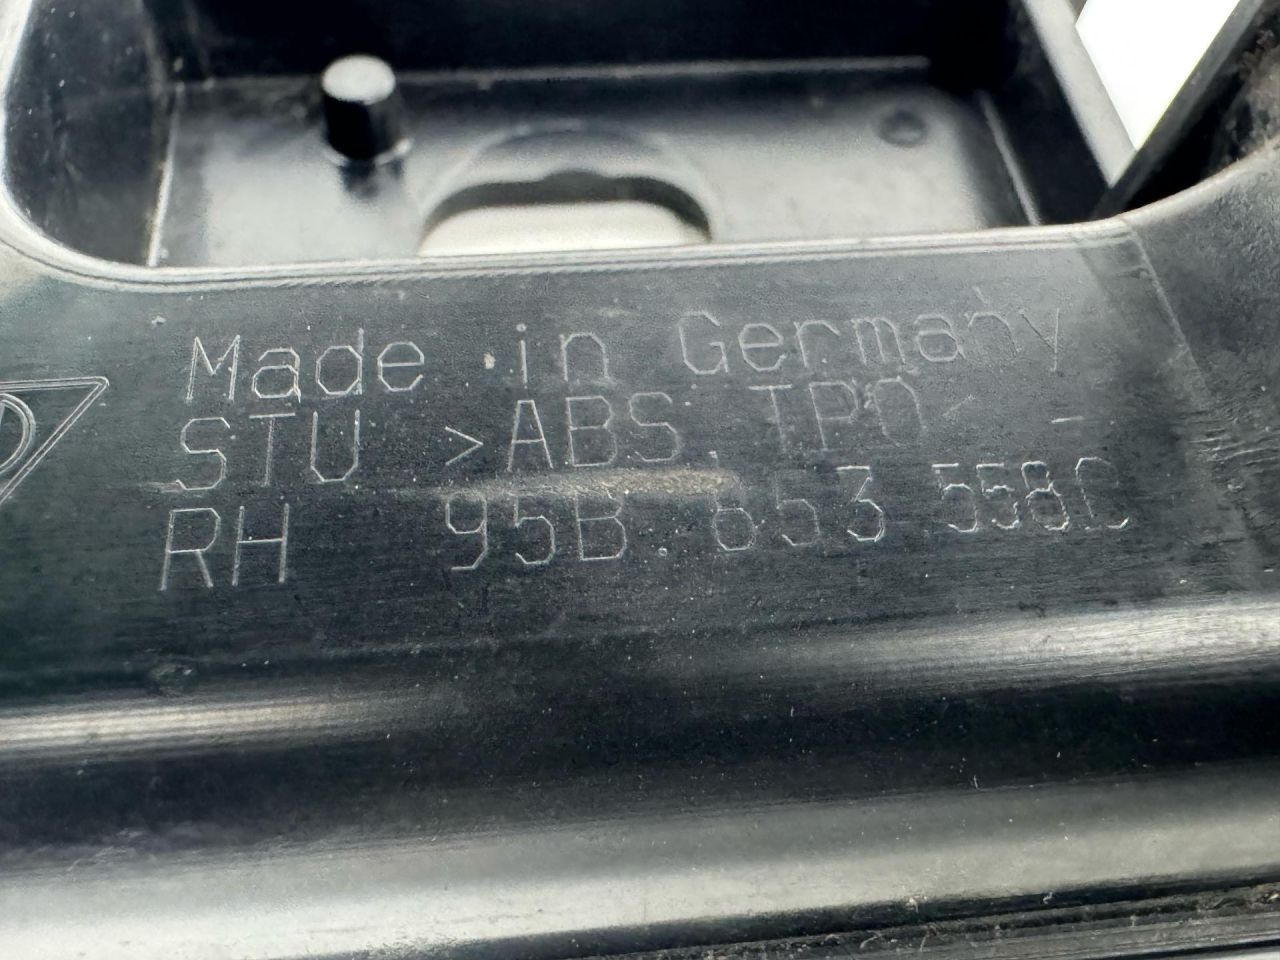 Made in Germany
STU >ABS, TPO< -
RH 95B.853 558C